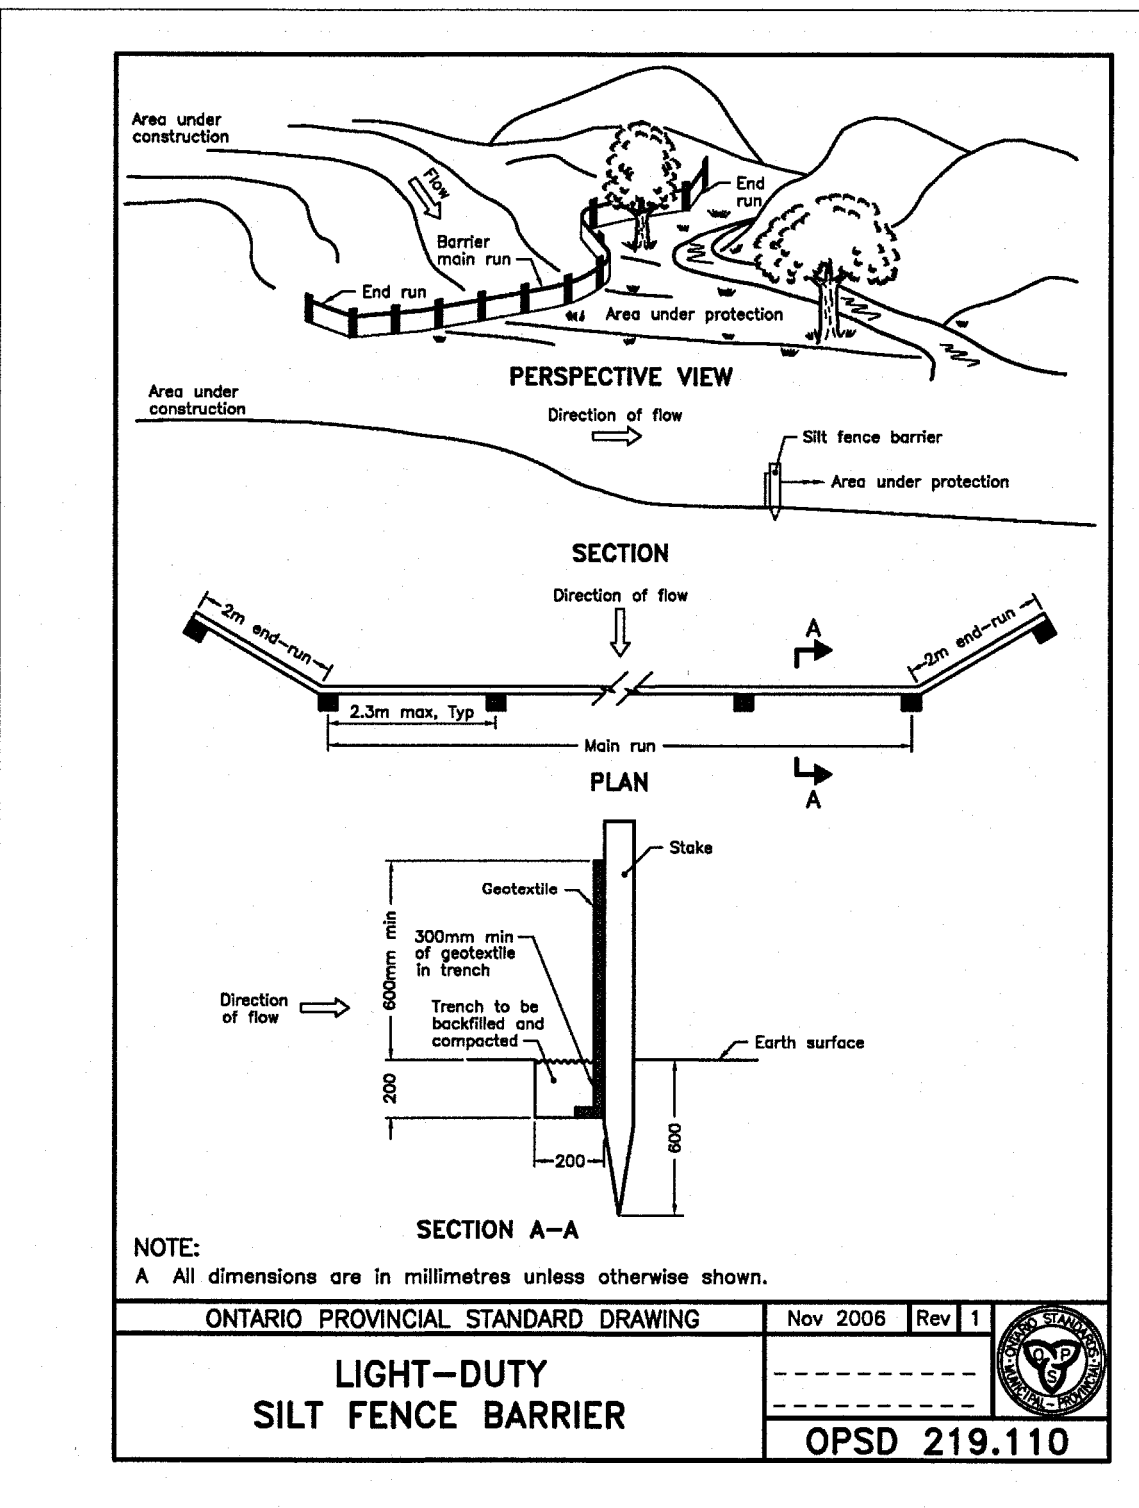 Area under
construction
Flow
End
run
Barrier
main run
End run
Area under protection
PERSPECTIVE VIEW
Area under
construction
Direction of flow
Silt fence barrier
Area under protection
SECTION
Direction of flow
2m end-run
2m end-run
A
2.3m max, Typ
Main run
A
PLAN
Stake
Geotextile
600mm min
300mm min
of geotextile
in trench
Direction
of flow
Trench to be
backfilled and
compacted
Earth surface
200
600
200
SECTION A-A
NOTE:
A All dimensions are in millimetres unless otherwise shown.
ONTARIO PROVINCIAL STANDARD DRAWING
Nov 2006
Rev
1
LIGHT-DUTY
SILT FENCE BARRIER
ONTARIO STANDARDS
MUNICIPAL - PROVINCIAL
O P
S
OPSD 219.110